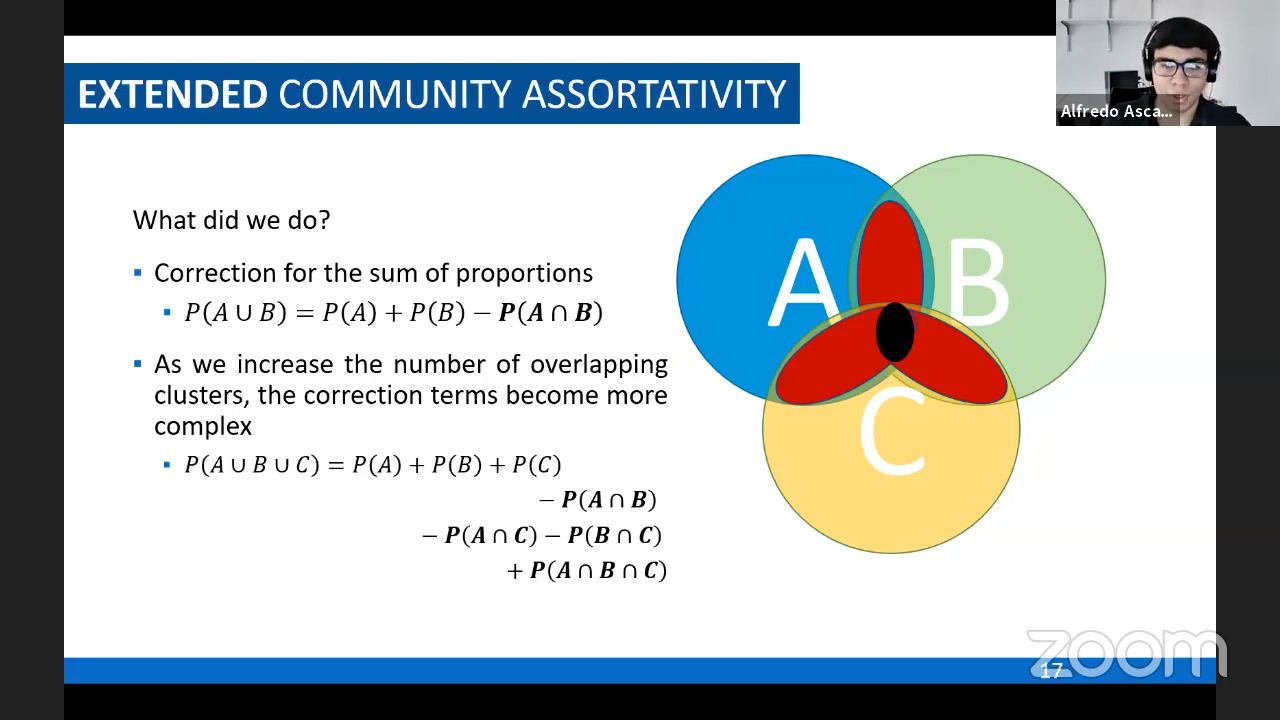 EXTENDED COMMUNITY ASSORTATIVITY
Alfredo Asca...
What did we do?
▪ Correction for the sum of proportions
▪ P(A ∪ B) = P(A) + P(B) − P(A ∩ B)
▪ As we increase the number of overlapping
clusters, the correction terms become more
complex
▪ P(A ∪ B ∪ C) = P(A) + P(B) + P(C)
− P(A ∩ B)
− P(A ∩ C) − P(B ∩ C)
+ P(A ∩ B ∩ C)
A
B
C
zoom
17